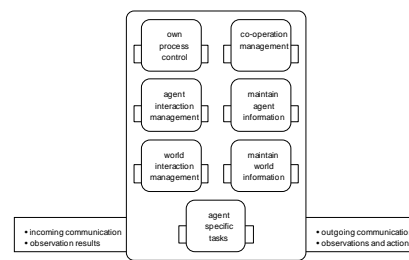 own
process
control
co-operation
management
agent
interaction
management
maintain
agent
information
world
interaction
management
maintain
world
information
agent
specific
tasks
• incoming communication
• observation results
• outgoing communicatio
• observations and action